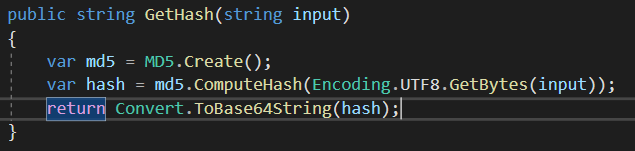 public string GetHash(string input)
{
    var md5 = MD5.Create();
    var hash = md5.ComputeHash(Encoding.UTF8.GetBytes(input));
    return Convert.ToBase64String(hash);
}